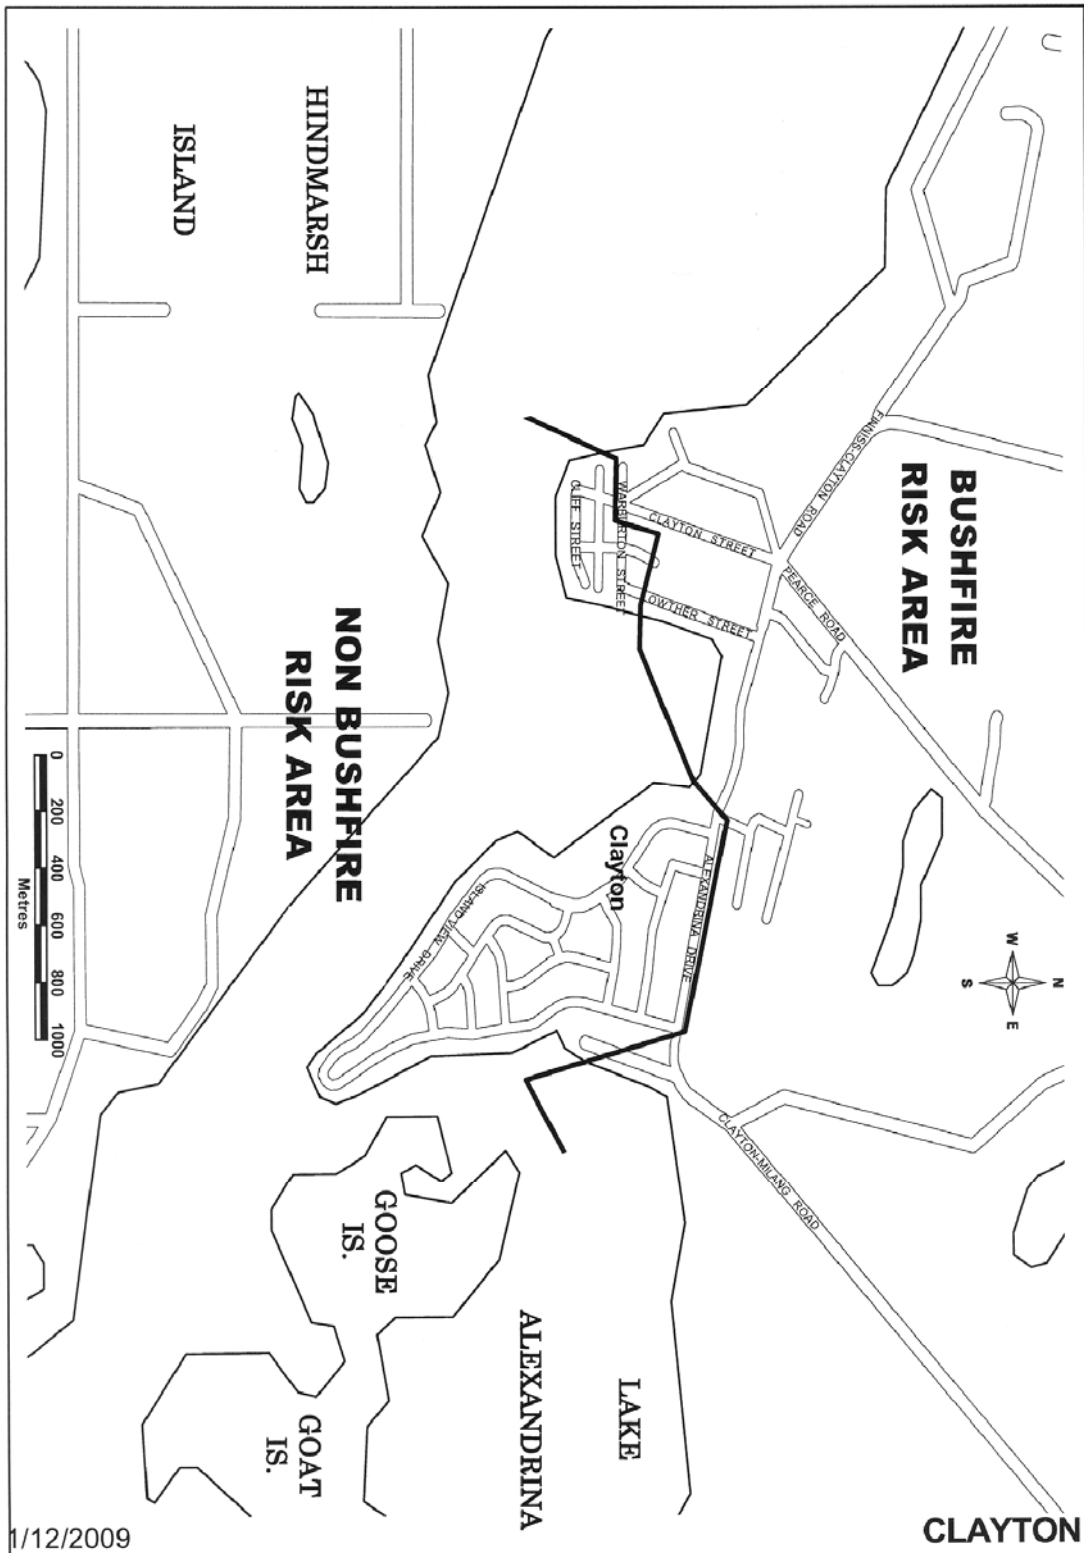 HINDMARSH
ISLAND
BUSHFIRE
RISK AREA
FINNISS-CLAYTON ROAD
PEARCE ROAD
CLAYTON STREET
LOWTHER STREET
WARBURTON STREET
CLIFF STREET
NON BUSHFIRE
RISK AREA
Clayton
ALEXANDRINA DRIVE
ISLAND VIEW DRIVE
CLAYTON-MILANG ROAD
N
W
E
S
0 200 400 600 800 1000
Metres
GOOSE
IS.
GOAT
IS.
LAKE
ALEXANDRINA
1/12/2009
CLAYTON